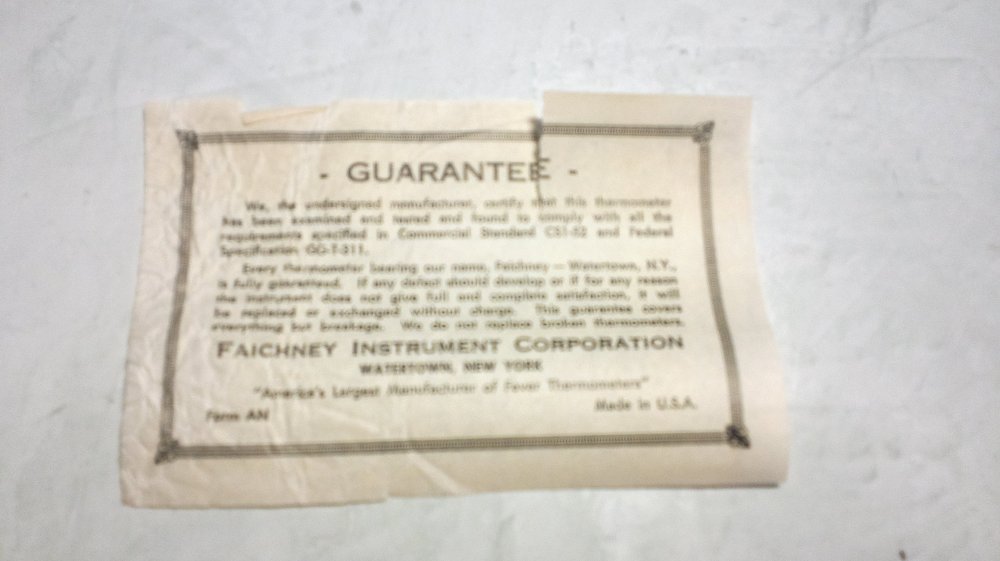 - GUARANTEE -
We, the undersigned manufacturer, certify that this thermometer
has been examined and tested and found to comply with all the
requirements specified in Commercial Standard CS1-52 and Federal
Specification GG-T-311.
Every thermometer bearing our name, Faichney — Watertown, N.Y.,
is fully guaranteed. If any defect should develop or if for any reason
the instrument does not give full and complete satisfaction, it will
be replaced or exchanged without charge. This guarantee covers
everything but breakage. We do not replace broken thermometers.
FAICHNEY INSTRUMENT CORPORATION
WATERTOWN, NEW YORK
"America's Largest Manufacturer of Fever Thermometers"
Form AN
Made in U.S.A.